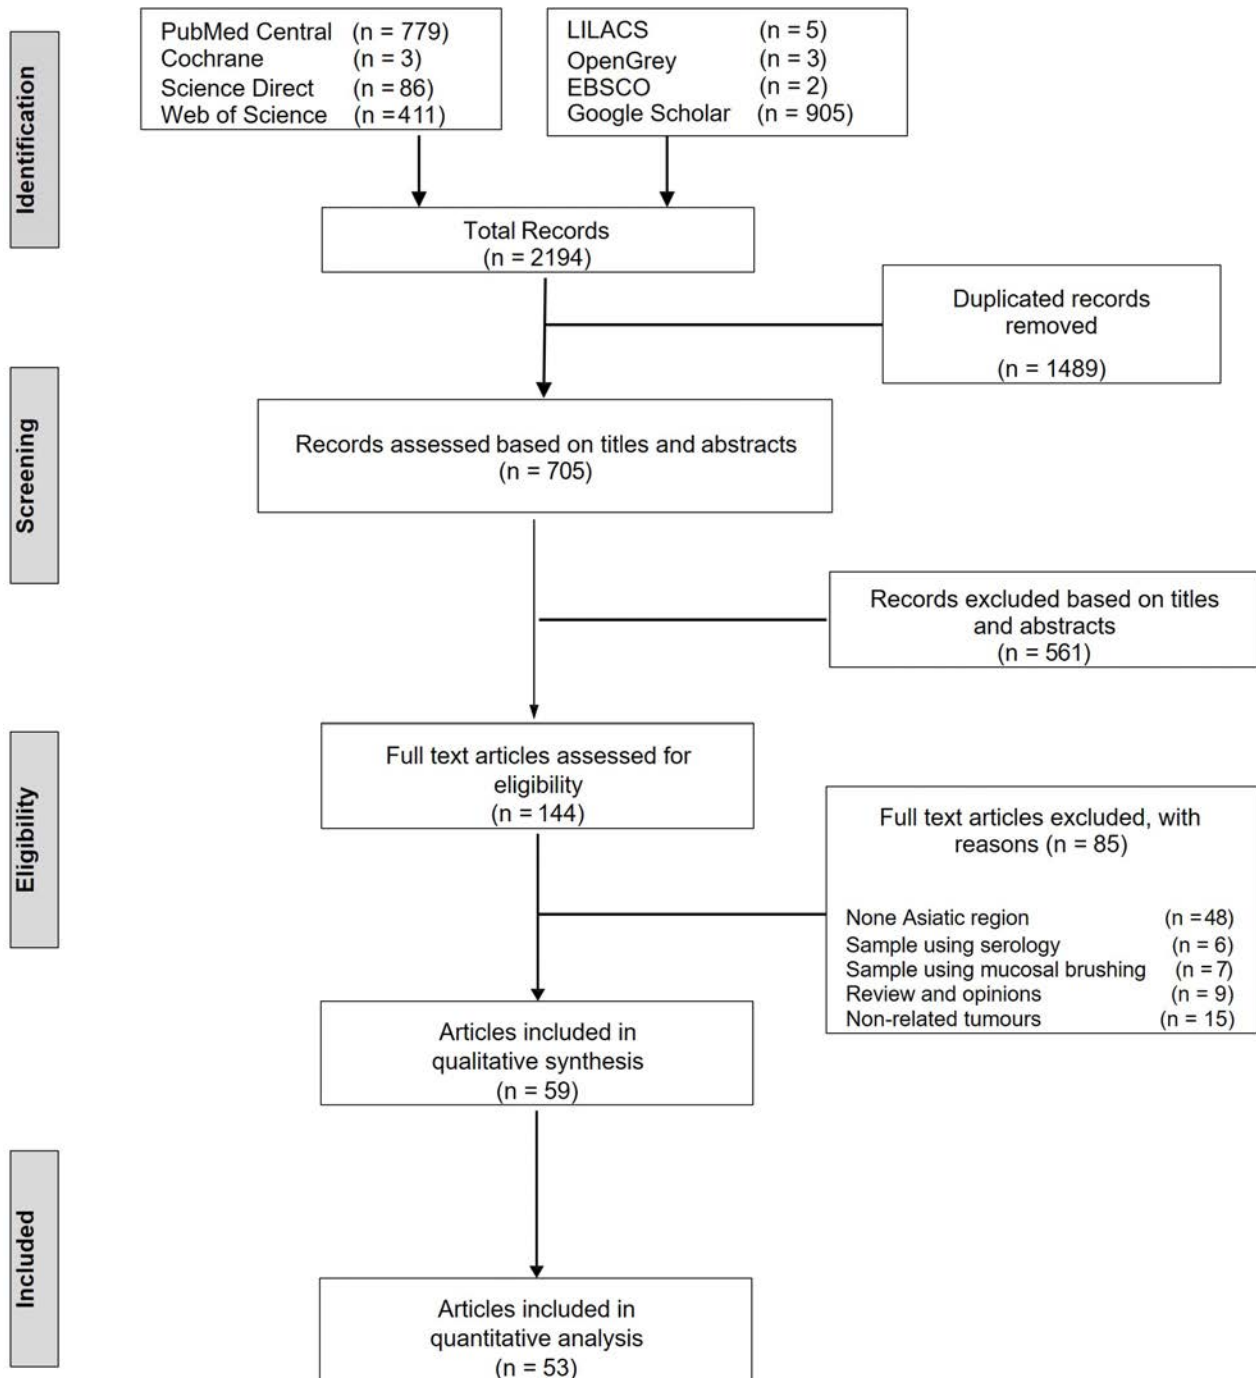 Identification
PubMed Central (n = 779)
Cochrane (n = 3)
Science Direct (n = 86)
Web of Science (n =411)
LILACS (n = 5)
OpenGrey (n = 3)
EBSCO (n = 2)
Google Scholar (n = 905)
Total Records
(n = 2194)
Duplicated records
removed
(n = 1489)
Screening
Records assessed based on titles and abstracts
(n = 705)
Records excluded based on titles
and abstracts
(n = 561)
Eligibility
Full text articles assessed for
eligibility
(n = 144)
Full text articles excluded, with
reasons (n = 85)
None Asiatic region (n =48)
Sample using serology (n = 6)
Sample using mucosal brushing (n =7)
Review and opinions (n = 9)
Non-related tumours (n = 15)
Articles included in
qualitative synthesis
(n = 59)
Included
Articles included in
quantitative analysis
(n = 53)